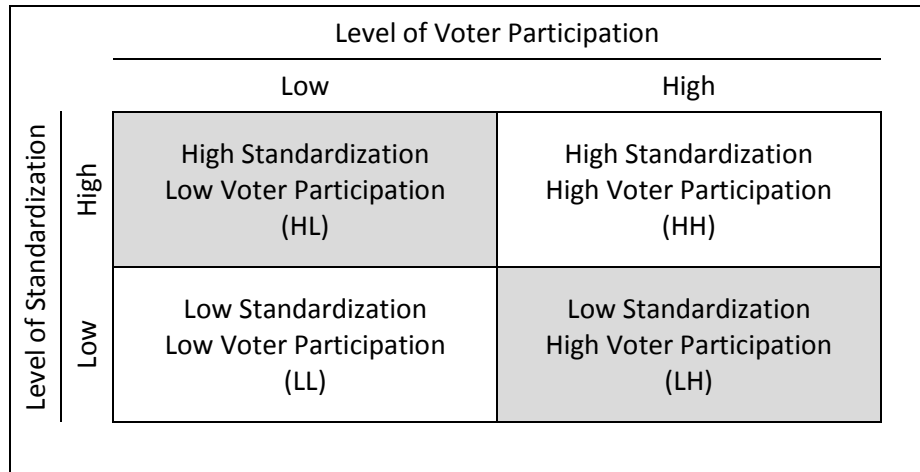 Level of Voter Participation
Low
High
Level of Standardization
High
High Standardization
Low Voter Participation
(HL)
High Standardization
High Voter Participation
(HH)
Low
Low Standardization
Low Voter Participation
(LL)
Low Standardization
High Voter Participation
(LH)